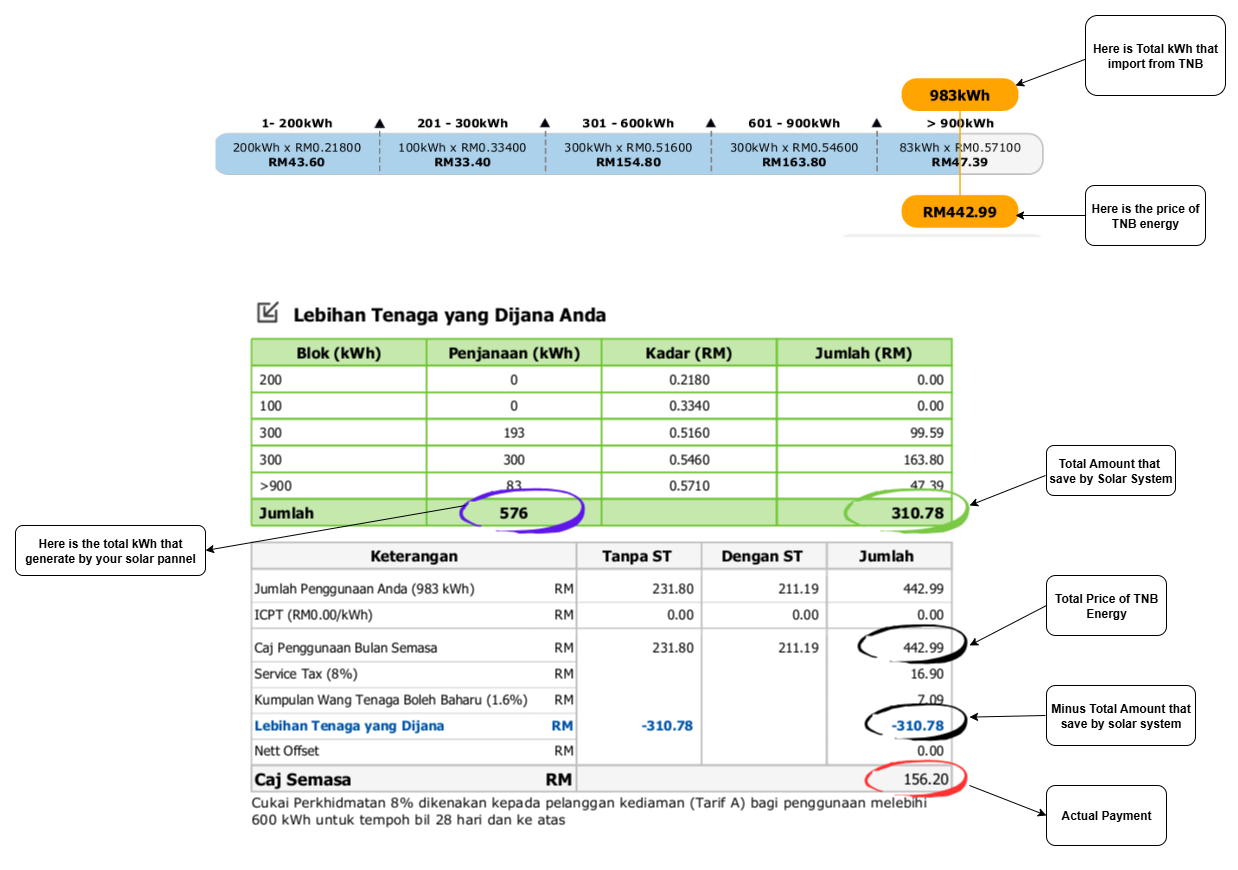 Here is Total kWh that
import from TNB
983kWh
1- 200kWh ▲ 201 - 300kWh ▲ 301 - 600kWh ▲ 601 - 900kWh ▲ > 900kWh
200kWh x RM0.21800 100kWh x RM0.33400 300kWh x RM0.51600 300kWh x RM0.54600 83kWh x RM0.57100
RM43.60 RM33.40 RM154.80 RM163.80 RM47.39
RM442.99
Here is the price of
TNB energy
Lebihan Tenaga yang Dijana Anda
Blok (kWh) Penjanaan (kWh) Kadar (RM) Jumlah (RM)
200 0 0.2180 0.00
100 0 0.3340 0.00
300 193 0.5160 99.59
300 300 0.5460 163.80
>900 83 0.5710 47.39
Jumlah 576 310.78
Total Amount that
save by Solar System
Here is the total kWh that
generate by your solar pannel
Keterangan Tanpa ST Dengan ST Jumlah
Jumlah Penggunaan Anda (983 kWh) RM 231.80 211.19 442.99
ICPT (RM0.00/kWh) RM 0.00 0.00 0.00
Caj Penggunaan Bulan Semasa RM 231.80 211.19 442.99
Service Tax (8%) RM 16.90
Kumpulan Wang Tenaga Boleh Baharu (1.6%) RM 7.09
Lebihan Tenaga yang Dijana RM -310.78 -310.78
Nett Offset RM 0.00
Caj Semasa RM 156.20
Total Price of TNB
Energy
Minus Total Amount that
save by solar system
Actual Payment
Cukai Perkhidmatan 8% dikenakan kepada pelanggan kediaman (Tarif A) bagi penggunaan melebihi
600 kWh untuk tempoh bil 28 hari dan ke atas